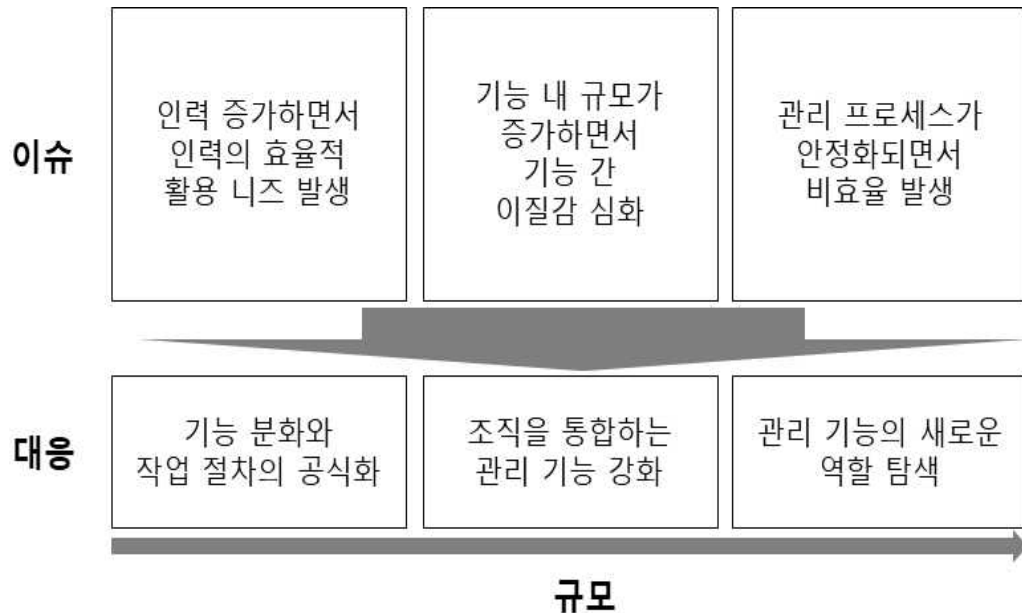 이슈
인력 증가하면서
인력의 효율적
활용 니즈 발생
기능 내 규모가
증가하면서
기능 간
이질감 심화
관리 프로세스가
안정화되면서
비효율 발생
대응
기능 분화와
작업 절차의 공식화
조직을 통합하는
관리 기능 강화
관리 기능의 새로운
역할 탐색
규모